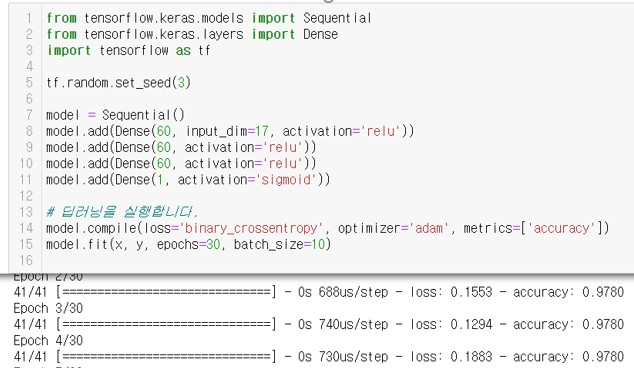 1 from tensorflow.keras.models import Sequential
2 from tensorflow.keras.layers import Dense
3 import tensorflow as tf
4
5 tf.random.set_seed(3)
6
7 model = Sequential()
8 model.add(Dense(60, input_dim=17, activation='relu'))
9 model.add(Dense(60, activation='relu'))
10 model.add(Dense(60, activation='relu'))
11 model.add(Dense(1, activation='sigmoid'))
12
13 # 딥러닝을 실행합니다.
14 model.compile(loss='binary_crossentropy', optimizer='adam', metrics=['accuracy'])
15 model.fit(x, y, epochs=30, batch_size=10)
16
Epoch 2/30
41/41 [==============================] - 0s 688us/step - loss: 0.1553 - accuracy: 0.9780
Epoch 3/30
41/41 [==============================] - 0s 740us/step - loss: 0.1294 - accuracy: 0.9780
Epoch 4/30
41/41 [==============================] - 0s 730us/step - loss: 0.1883 - accuracy: 0.9780